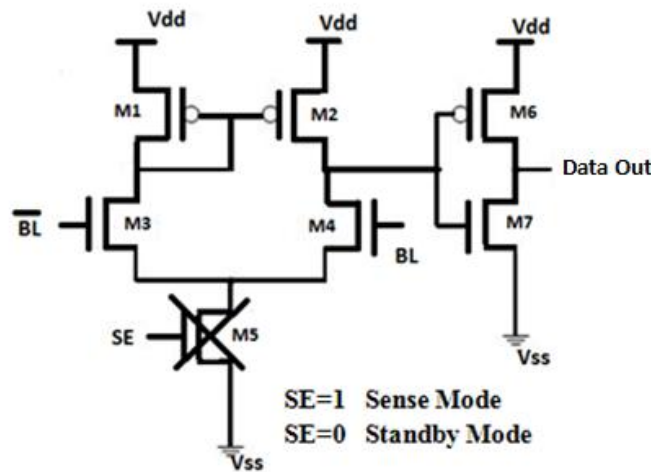 Vdd
Vdd
Vdd
M1
M2
M6
Data Out
B̅L̅
M3
M4
M7
BL
SE
M5
Vss
SE=1 Sense Mode
SE=0 Standby Mode
Vss